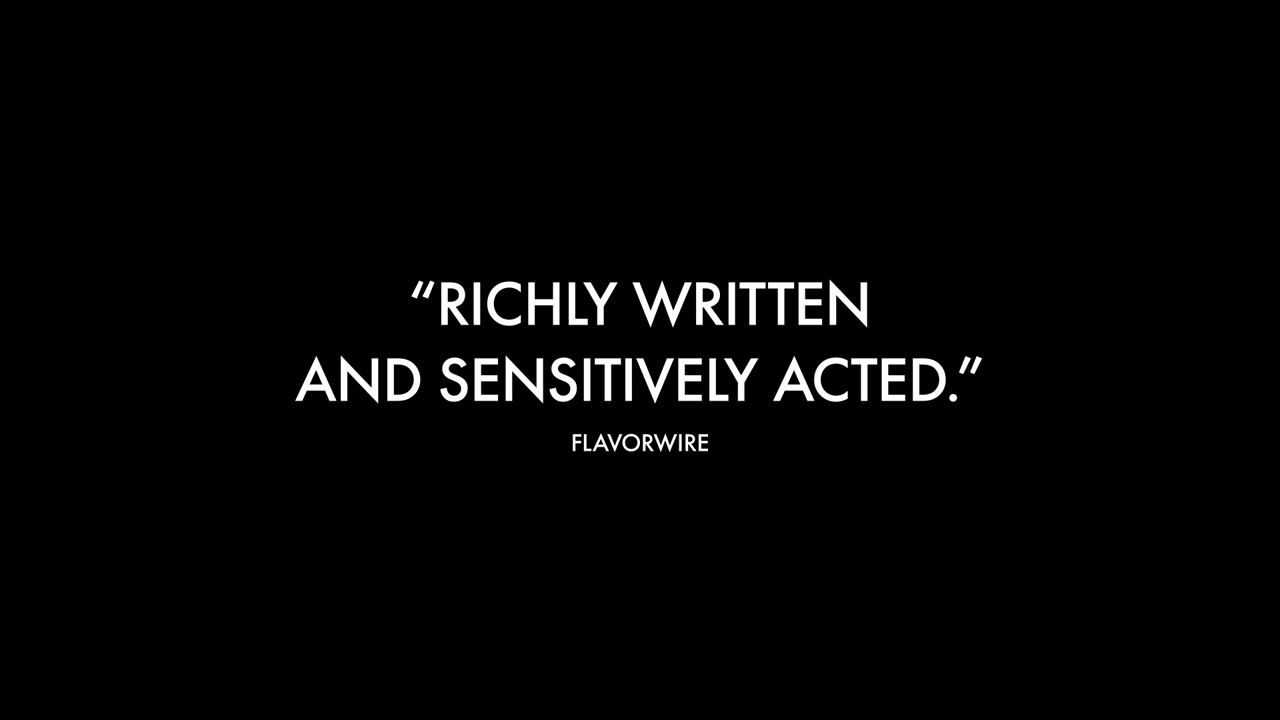 “RICHLY WRITTEN
AND SENSITIVELY ACTED.”
FLAVORWIRE